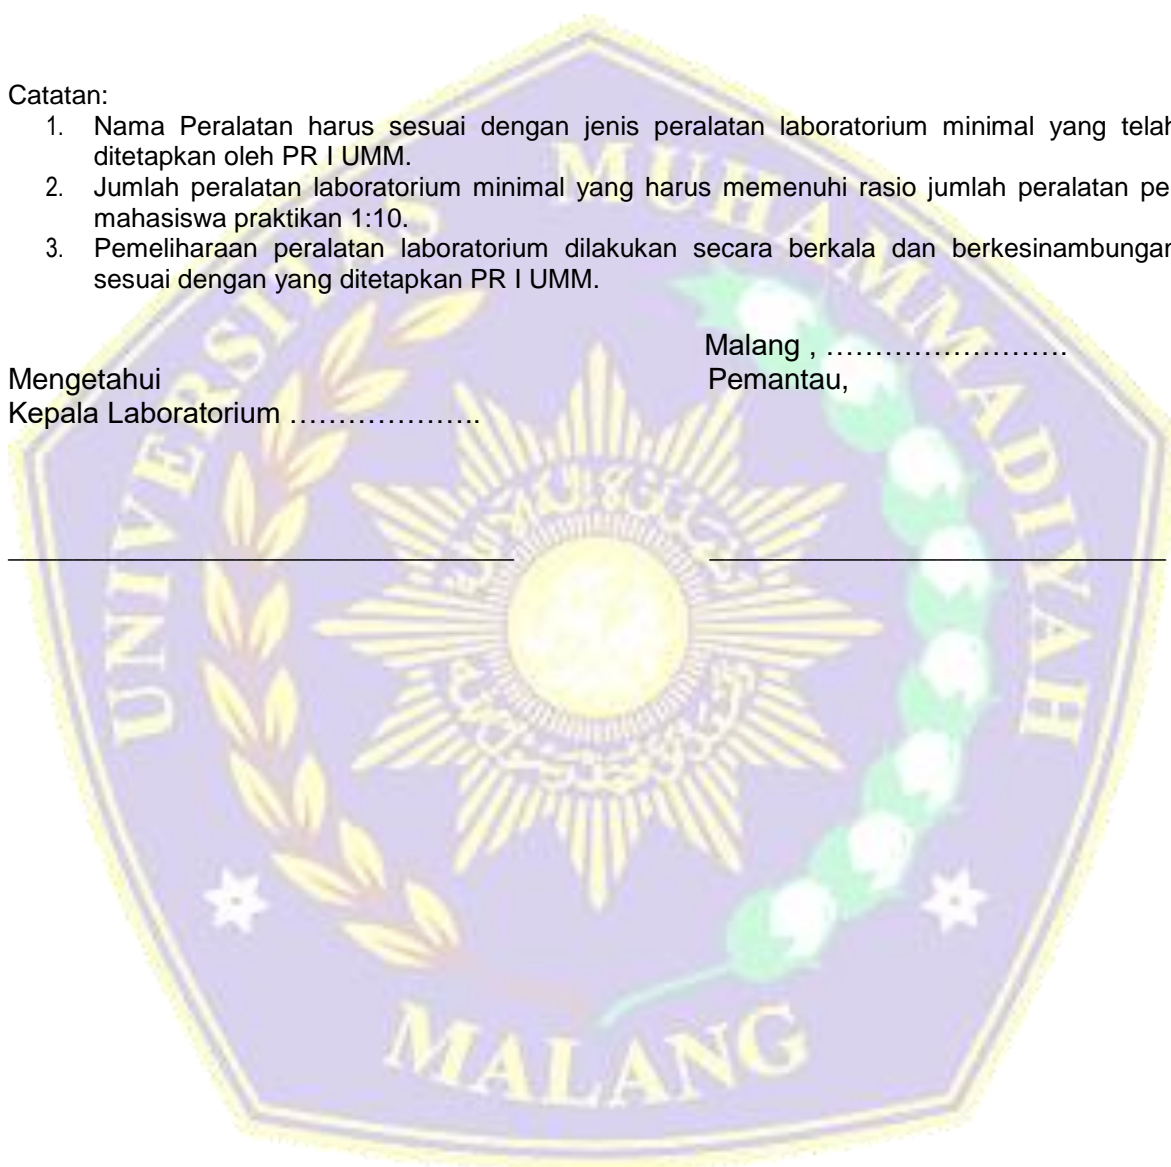 Catatan:
1. Nama Peralatan harus sesuai dengan jenis peralatan laboratorium minimal yang telah
ditetapkan oleh PR I UMM.
2. Jumlah peralatan laboratorium minimal yang harus memenuhi rasio jumlah peralatan pe
mahasiswa praktikan 1:10.
3. Pemeliharaan peralatan laboratorium dilakukan secara berkala dan berkesinambungan
sesuai dengan yang ditetapkan PR I UMM.
Malang , …………………….
Mengetahui
Pemantau,
Kepala Laboratorium ………………..
UNIVERSITAS MUHAMMADIYAH
MALANG